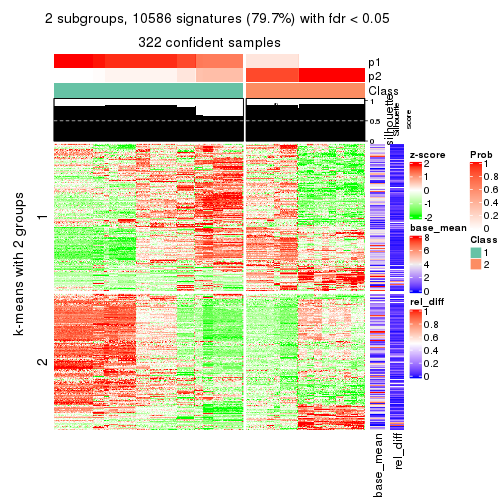 2 subgroups, 10586 signatures (79.7%) with fdr < 0.05
322 confident samples
p1
p2
Class
1
0.5
0
silhouette
Silhouette
score
k-means with 2 groups
1
2
base_mean
rel_diff
z-score
2
1
0
-1
-2
base_mean
8
6
4
2
0
rel_diff
1
0.8
0.6
0.4
0.2
0
Prob
1
0.8
0.6
0.4
0.2
0
Class
1
2